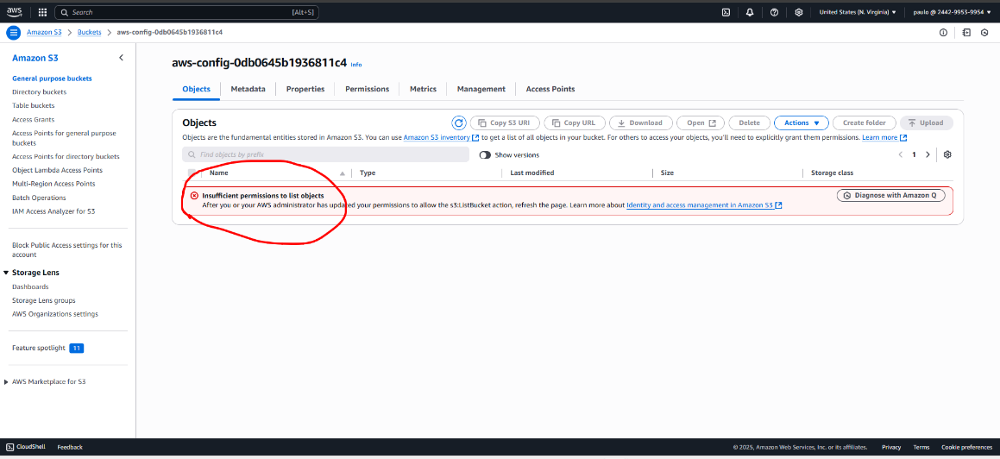 aws
Search
[Alt+S]
United States (N. Virginia)
paulo @ 2442-9953-9954
Amazon S3
Buckets
aws-config-0db0645b1936811c4
Amazon S3
General purpose buckets
Directory buckets
Table buckets
Access Grants
Access Points for general purpose
buckets
Access Points for directory buckets
Object Lambda Access Points
Multi-Region Access Points
Batch Operations
IAM Access Analyzer for S3
Block Public Access settings for this
account
Storage Lens
Dashboards
Storage Lens groups
AWS Organizations settings
Feature spotlight 11
AWS Marketplace for S3
aws-config-0db0645b1936811c4 Info
Objects Metadata Properties Permissions Metrics Management Access Points
Objects
Copy S3 URI Copy URL Download Open Delete Actions Create folder Upload
Objects are the fundamental entities stored in Amazon S3. You can use Amazon S3 inventory to get a list of all objects in your bucket. For others to access your objects, you'll need to explicitly grant them permissions. Learn more
Find objects by prefix
Show versions
1
Name Type Last modified Size Storage class
Insufficient permissions to list objects
After you or your AWS administrator has updated your permissions to allow the s3:ListBucket action, refresh the page. Learn more about Identity and access management in Amazon S3
Diagnose with Amazon Q
CloudShell Feedback
© 2025, Amazon Web Services, Inc. or its affiliates. Privacy Terms Cookie preferences